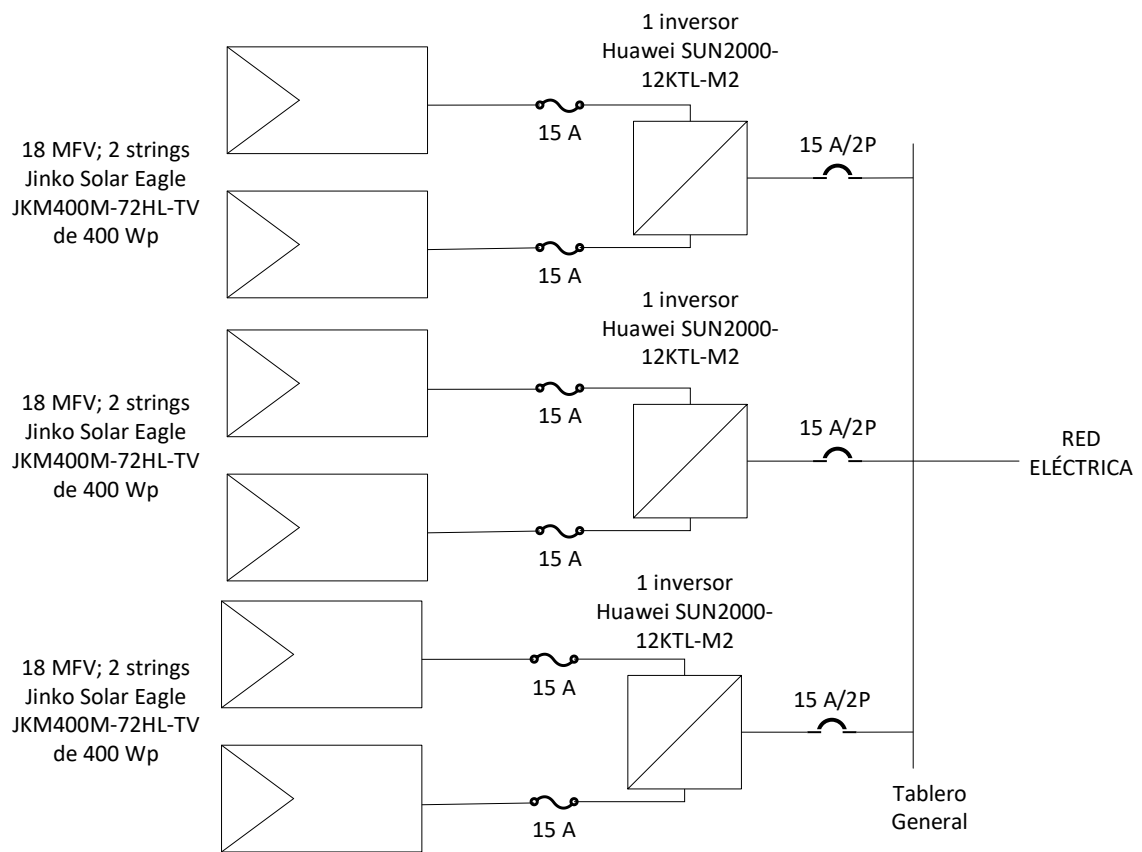 1 inversor
Huawei SUN2000-
12KTL-M2
18 MFV; 2 strings
Jinko Solar Eagle
JKM400M-72HL-TV
de 400 Wp
15 A
15 A
15 A/2P
1 inversor
Huawei SUN2000-
12KTL-M2
18 MFV; 2 strings
Jinko Solar Eagle
JKM400M-72HL-TV
de 400 Wp
15 A
15 A
15 A/2P
RED
ELÉCTRICA
1 inversor
Huawei SUN2000-
12KTL-M2
18 MFV; 2 strings
Jinko Solar Eagle
JKM400M-72HL-TV
de 400 Wp
15 A
15 A
15 A/2P
Tablero
General